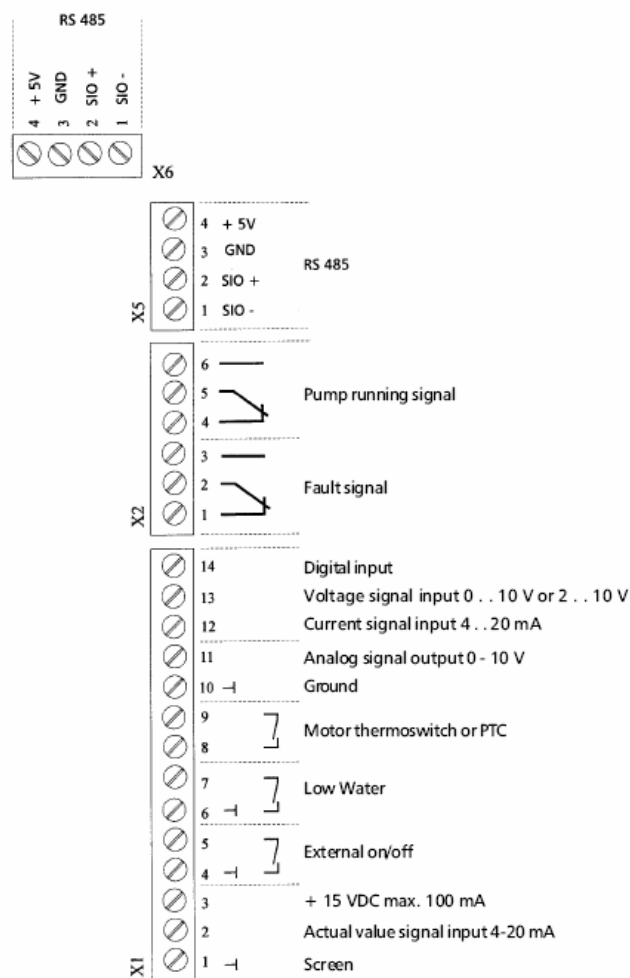 RS 485
4 + 5V
3 GND
2 SIO +
1 SIO -
X6
4 + 5V
3 GND
RS 485
2 SIO +
1 SIO -
X5
6
5
Pump running signal
4
3
2
Fault signal
1
X2
14 Digital input
13 Voltage signal input 0 . . 10 V or 2 . . 10 V
12 Current signal input 4 . . 20 mA
11 Analog signal output 0 - 10 V
10 Ground
9
Motor thermoswitch or PTC
8
7
Low Water
6
5
External on/off
4
3 + 15 VDC max. 100 mA
2 Actual value signal input 4-20 mA
1 Screen
X1